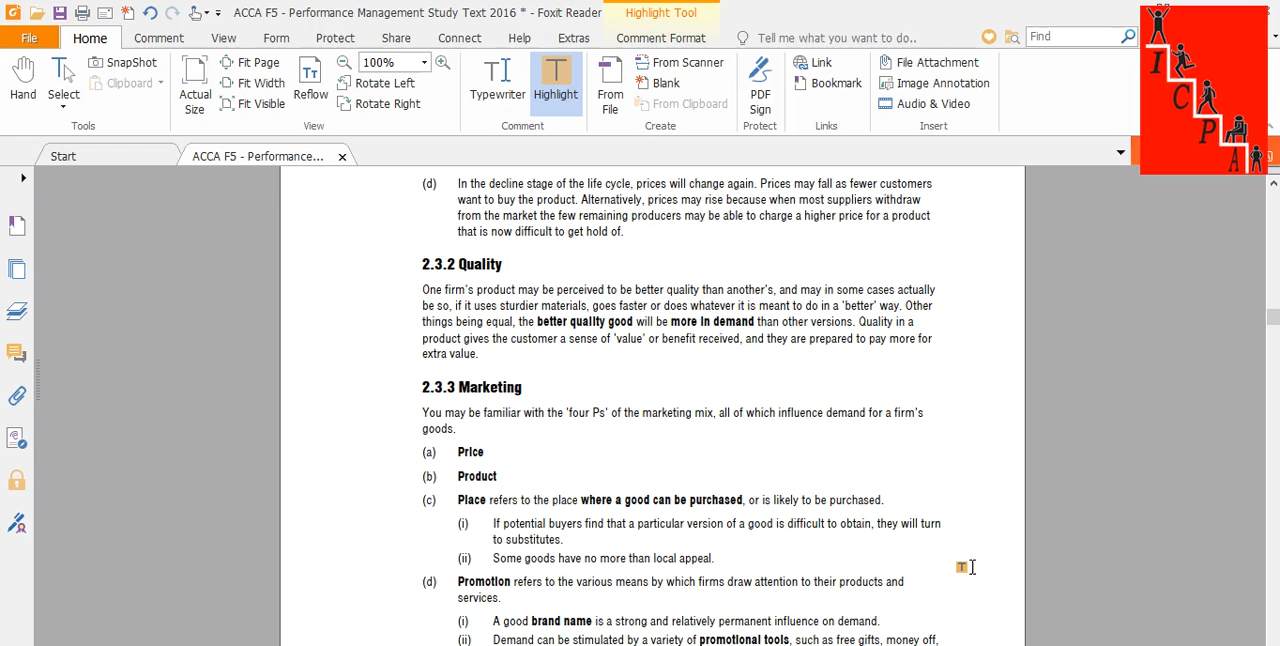 ACCA F5 - Performance Management Study Text 2016 * - Foxit Reader
Highlight Tool
File Home Comment View Form Protect Share Connect Help Extras Comment Format Tell me what you want to do.. Find
Hand
Select
SnapShot
Clipboard
Tools
Actual Size
Fit Page
Fit Width
Fit Visible
Reflow
100%
Rotate Left
Rotate Right
View
Typewriter
Highlight
Comment
From File
From Scanner
Blank
From Clipboard
Create
PDF Sign
Protect
Link
Bookmark
Links
File Attachment
Image Annotation
Audio & Video
Insert
I
C
P
A
Start
ACCA F5 - Performance...
(d) In the decline stage of the life cycle, prices will change again. Prices may fall as fewer customers
want to buy the product. Alternatively, prices may rise because when most suppliers withdraw
from the market the few remaining producers may be able to charge a higher price for a product
that is now difficult to get hold of.
2.3.2 Quality
One firm's product may be perceived to be better quality than another's, and may in some cases actually
be so, if it uses sturdier materials, goes faster or does whatever it is meant to do in a 'better' way. Other
things being equal, the better quality good will be more in demand than other versions. Quality in a
product gives the customer a sense of 'value' or benefit received, and they are prepared to pay more for
extra value.
2.3.3 Marketing
You may be familiar with the 'four Ps' of the marketing mix, all of which influence demand for a firm's
goods.
(a) Price
(b) Product
(c) Place refers to the place where a good can be purchased, or is likely to be purchased.
(i) If potential buyers find that a particular version of a good is difficult to obtain, they will turn
to substitutes.
(ii) Some goods have no more than local appeal.
(d) Promotion refers to the various means by which firms draw attention to their products and
services.
(i) A good brand name is a strong and relatively permanent influence on demand.
(ii) Demand can be stimulated by a variety of promotional tools, such as free gifts, money off,